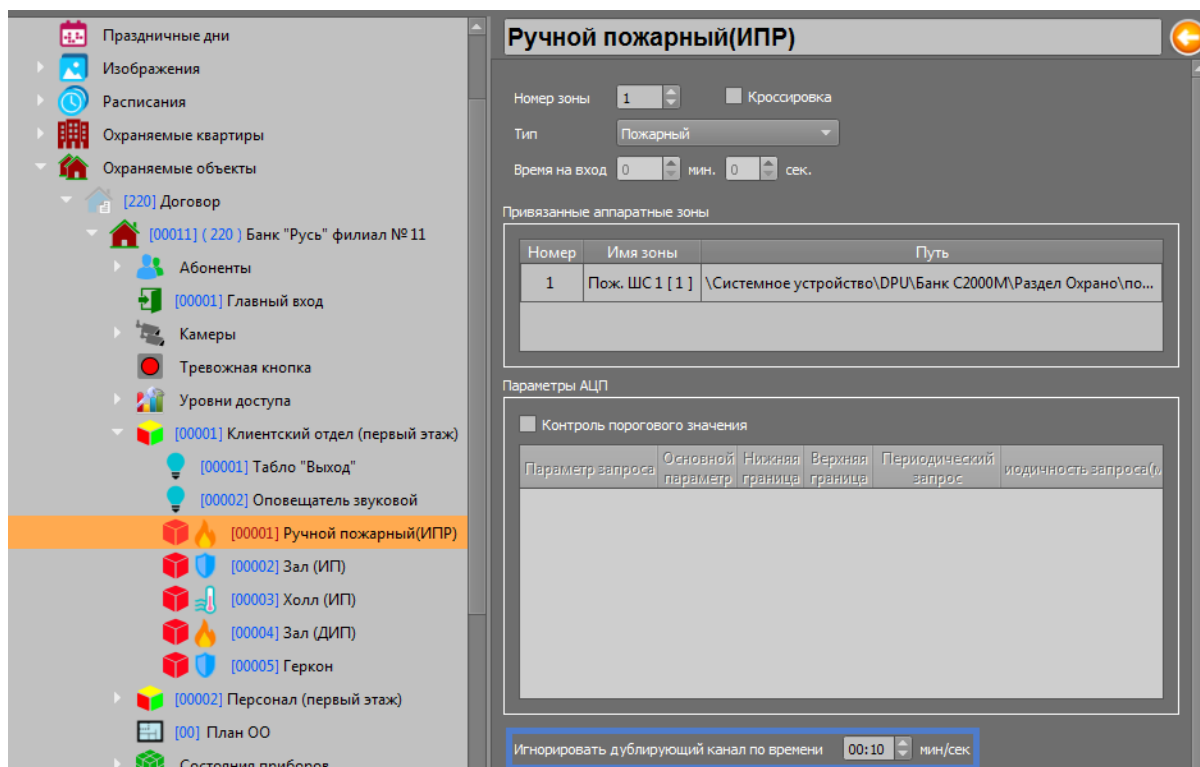 Праздничные дни
Изображения
Расписания
Охраняемые квартиры
Охраняемые объекты
[220] Договор
[00011] ( 220 ) Банк "Русь" филиал № 11
Абоненты
[00001] Главный вход
Камеры
Тревожная кнопка
Уровни доступа
[00001] Клиентский отдел (первый этаж)
[00001] Табло "Выход"
[00002] Оповещатель звуковой
[00001] Ручной пожарный(ИПР)
[00002] Зал (ИП)
[00003] Холл (ИП)
[00004] Зал (ДИП)
[00005] Геркон
[00002] Персонал (первый этаж)
[00] План ОО
Состояния приборов
Ручной пожарный(ИПР)
Номер зоны 1 Кроссировка
Тип Пожарный
Время на вход 0 мин. 0 сек.
Привязанные аппаратные зоны
Номер Имя зоны Путь
1 Пож. ШС 1 [ 1 ] \Системное устройство\DPU\Банк С2000М\Раздел Охрано\по...
Параметры АЦП
Контроль порогового значения
Параметр запроса Основной параметр Нижняя граница Верхняя граница Периодический запрос иодичность запроса(
Игнорировать дублирующий канал по времени 00:10 мин/сек